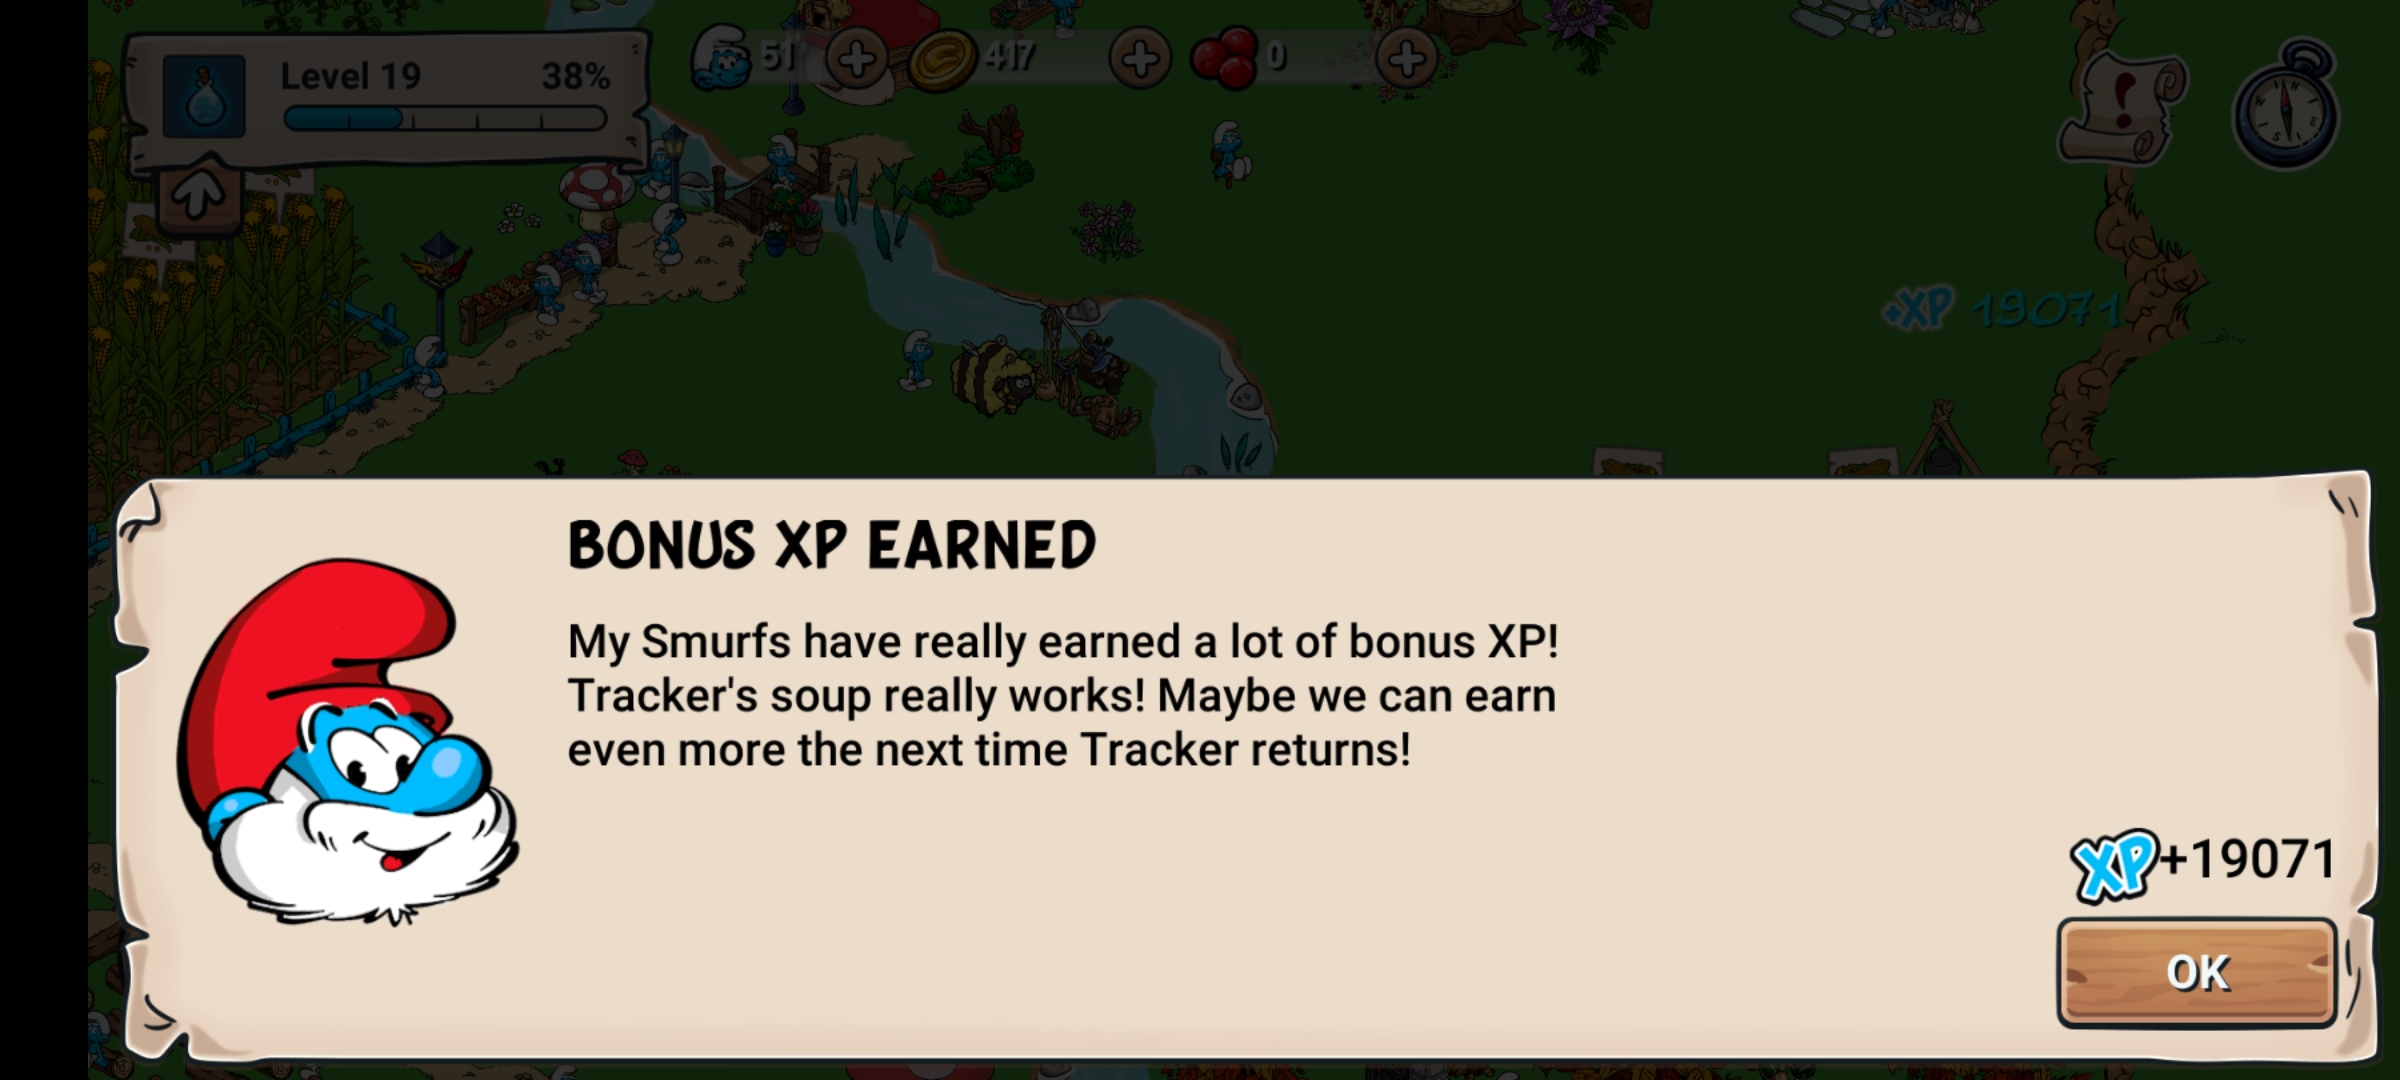 Level 19 38%
51 417 0
+XP 19071
BONUS XP EARNED
My Smurfs have really earned a lot of bonus XP!
Tracker's soup really works! Maybe we can earn
even more the next time Tracker returns!
XP+19071
OK